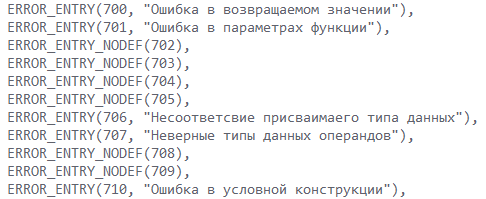 ERROR_ENTRY(700, "Ошибка в возвращаемом значении"),
ERROR_ENTRY(701, "Ошибка в параметрах функции"),
ERROR_ENTRY_NODEF(702),
ERROR_ENTRY_NODEF(703),
ERROR_ENTRY_NODEF(704),
ERROR_ENTRY_NODEF(705),
ERROR_ENTRY(706, "Несоответсвие присваимаего типа данных"),
ERROR_ENTRY(707, "Неверные типы данных операндов"),
ERROR_ENTRY_NODEF(708),
ERROR_ENTRY_NODEF(709),
ERROR_ENTRY(710, "Ошибка в условной конструкции"),